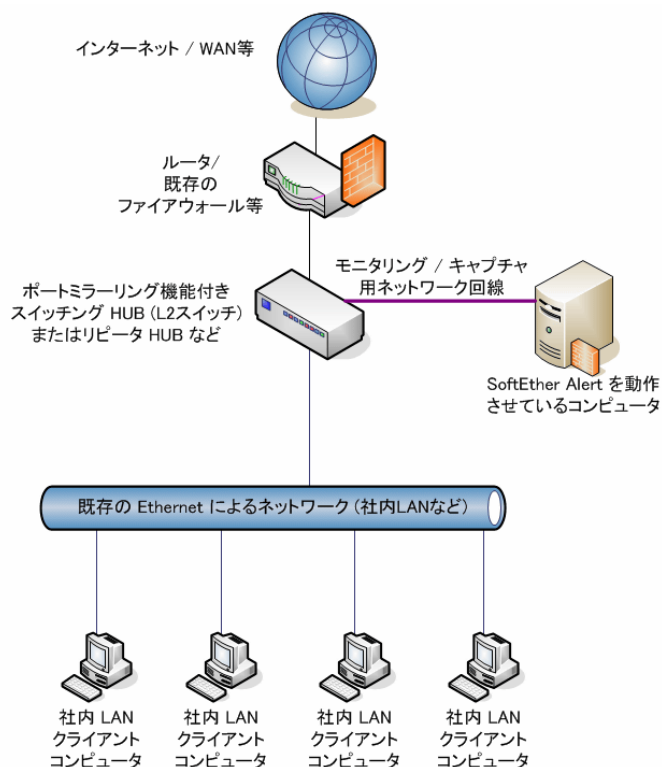 インターネット / WAN等
ルータ/
既存の
ファイアウォール等
モニタリング / キャプチャ
用ネットワーク回線
ポートミラーリング機能付き
スイッチング HUB (L2スイッチ)
またはリピータ HUB など
SoftEther Alert を動作
させているコンピュータ
既存の Ethernet によるネットワーク (社内LANなど)
社内 LAN
クライアント
コンピュータ
社内 LAN
クライアント
コンピュータ
社内 LAN
クライアント
コンピュータ
社内 LAN
クライアント
コンピュータ